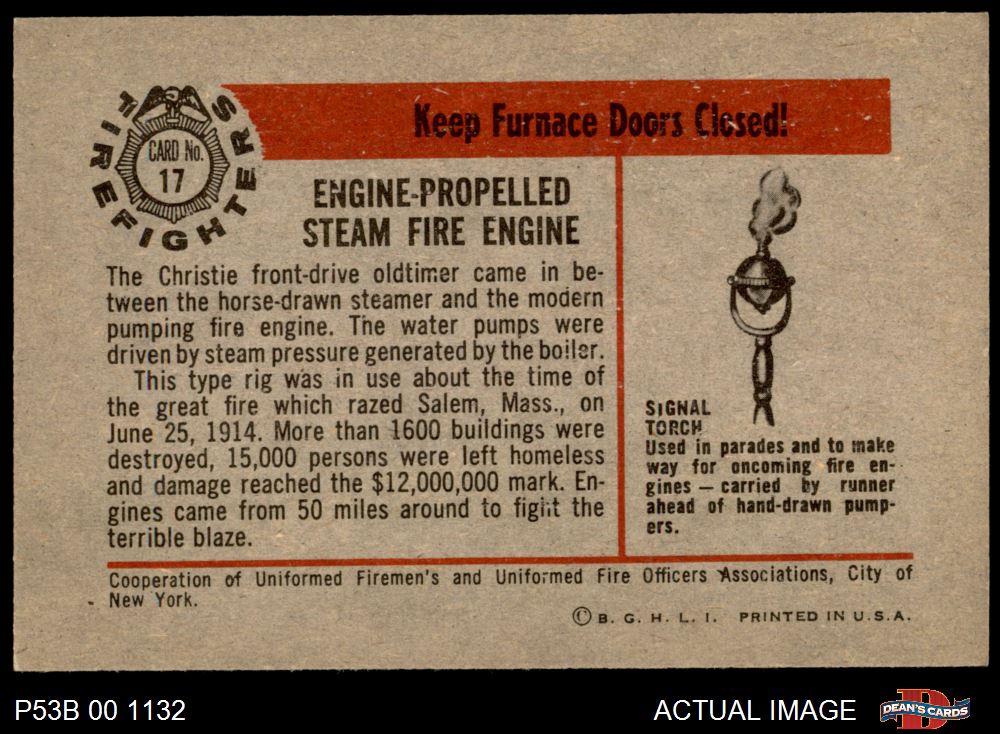 FIREFIGHTERS
CARD No.
17
Keep Furnace Doors Closed!
ENGINE-PROPELLED
STEAM FIRE ENGINE
The Christie front-drive oldtimer came in be-
tween the horse-drawn steamer and the modern
pumping fire engine. The water pumps were
driven by steam pressure generated by the boiler.
This type rig was in use about the time of
the great fire which razed Salem, Mass., on
June 25, 1914. More than 1600 buildings were
destroyed, 15,000 persons were left homeless
and damage reached the $12,000,000 mark. En-
gines came from 50 miles around to fight the
terrible blaze.
SIGNAL
TORCH
Used in parades and to make
way for oncoming fire en-
gines — carried by runner
ahead of hand-drawn pump-
ers.
Cooperation of Uniformed Firemen's and Uniformed Fire Officers Associations, City of
New York.
© B. G. H. L. I. PRINTED IN U.S.A.
P53B 00 1132
ACTUAL IMAGE
DEAN'S CARDS